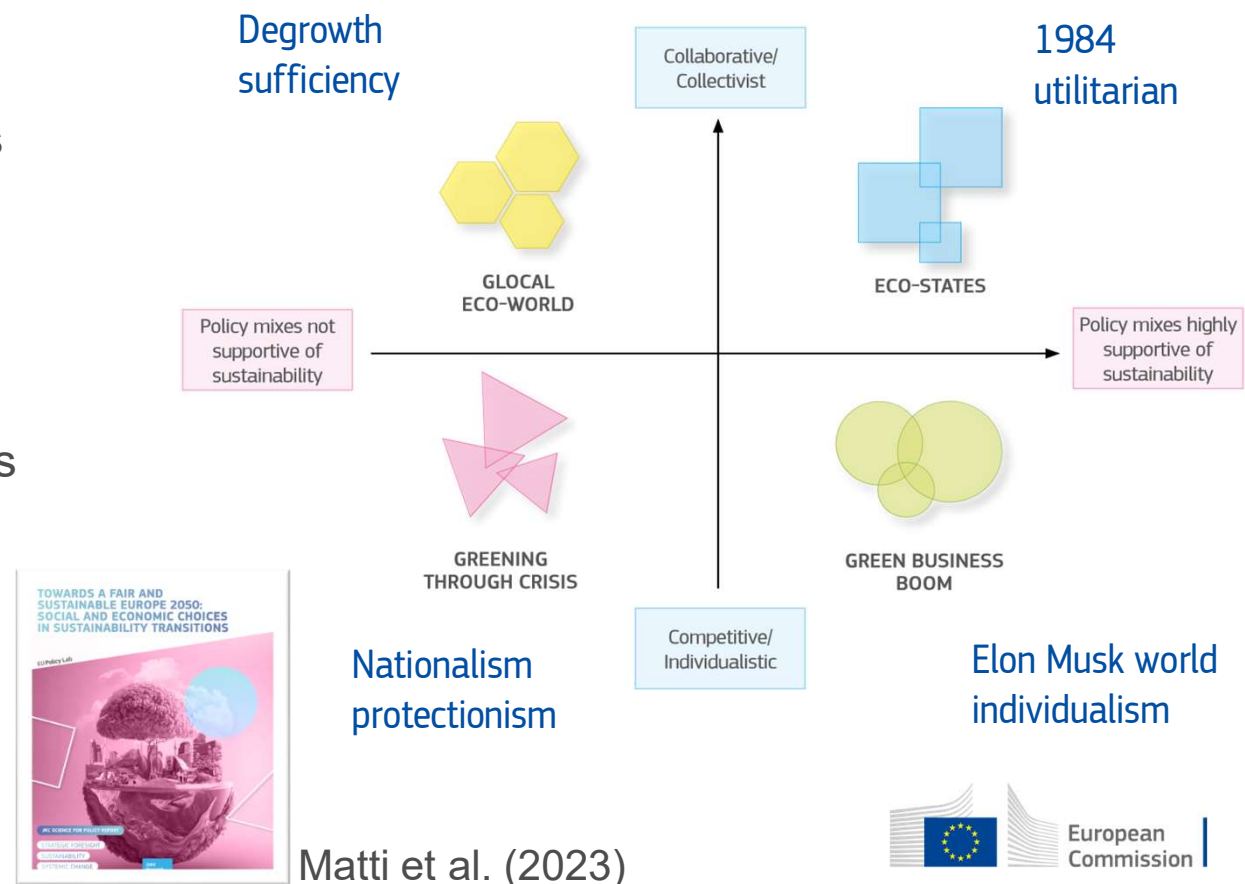 Degrowth
sufficiency
Collaborative/
Collectivist
1984
utilitarian
s
GLOCAL
ECO-WORLD
ECO-STATES
Policy mixes not
supportive of
sustainability
Policy mixes highly
supportive of
sustainability
s
GREENING
THROUGH CRISIS
GREEN BUSINESS
BOOM
TOWARDS A FAIR AND
SUSTAINABLE EUROPE 2050:
SOCIAL AND ECONOMIC CHOICES
IN SUSTAINABILITY TRANSITIONS
EU Policy Lab
JRC SCIENCE FOR POLICY REPORT
STRATEGIC FORESIGHT
SUSTAINABILITY
SYSTEMIC CHANGE
Competitive/
Individualistic
Nationalism
protectionism
Elon Musk world
individualism
Matti et al. (2023)
European
Commission